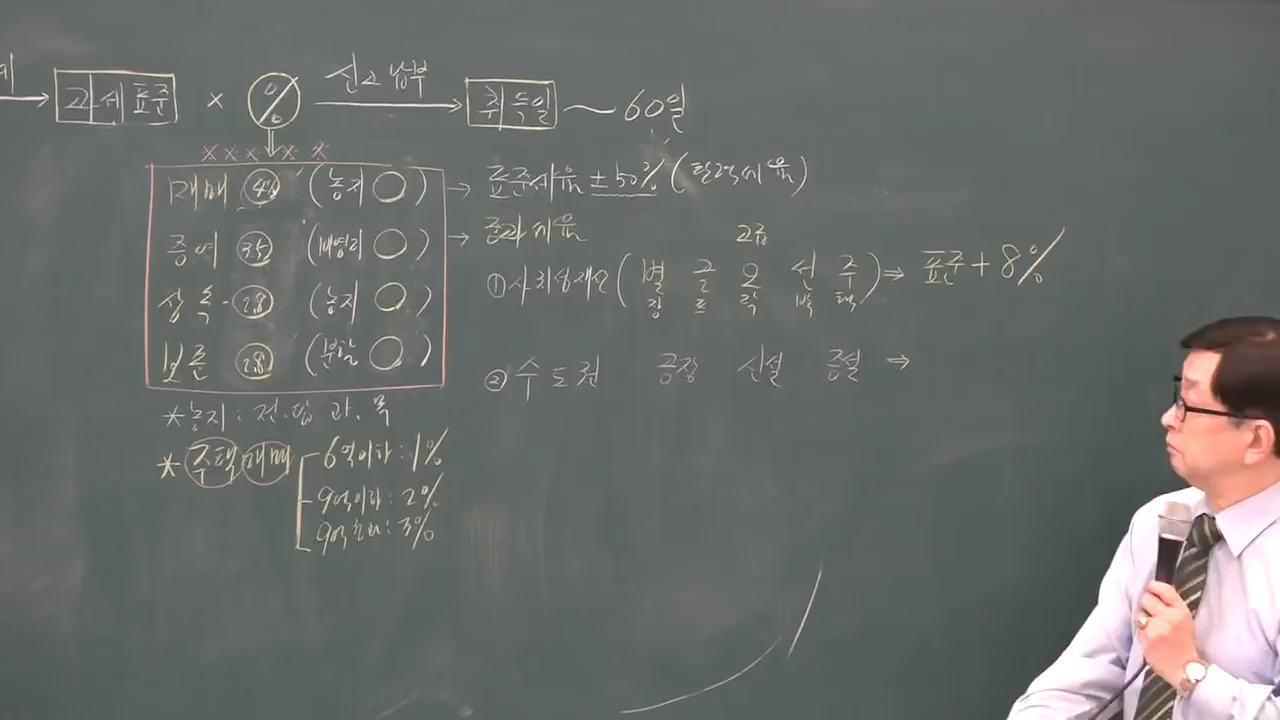 과세표준 × % 신고납부 취득일 ~ 60일
매매 4% (농지 ○) → 표준세율 ±50% (탄력세율)
증여 3.5 (비영리 ○) → 중과세율
고급
① 사치성재산 (별장 골프 오락 선박 주택) ⇒ 표준 + 8%
상속 2.8 (농지 ○)
보존 2.8 (분할 ○)
② 수도권 공장 신설 증설 ⇒
* 농지 : 전.답 과.목
* 주택 매매
6억이하 : 1%
9억이하 : 2%
9억초과 : 3%